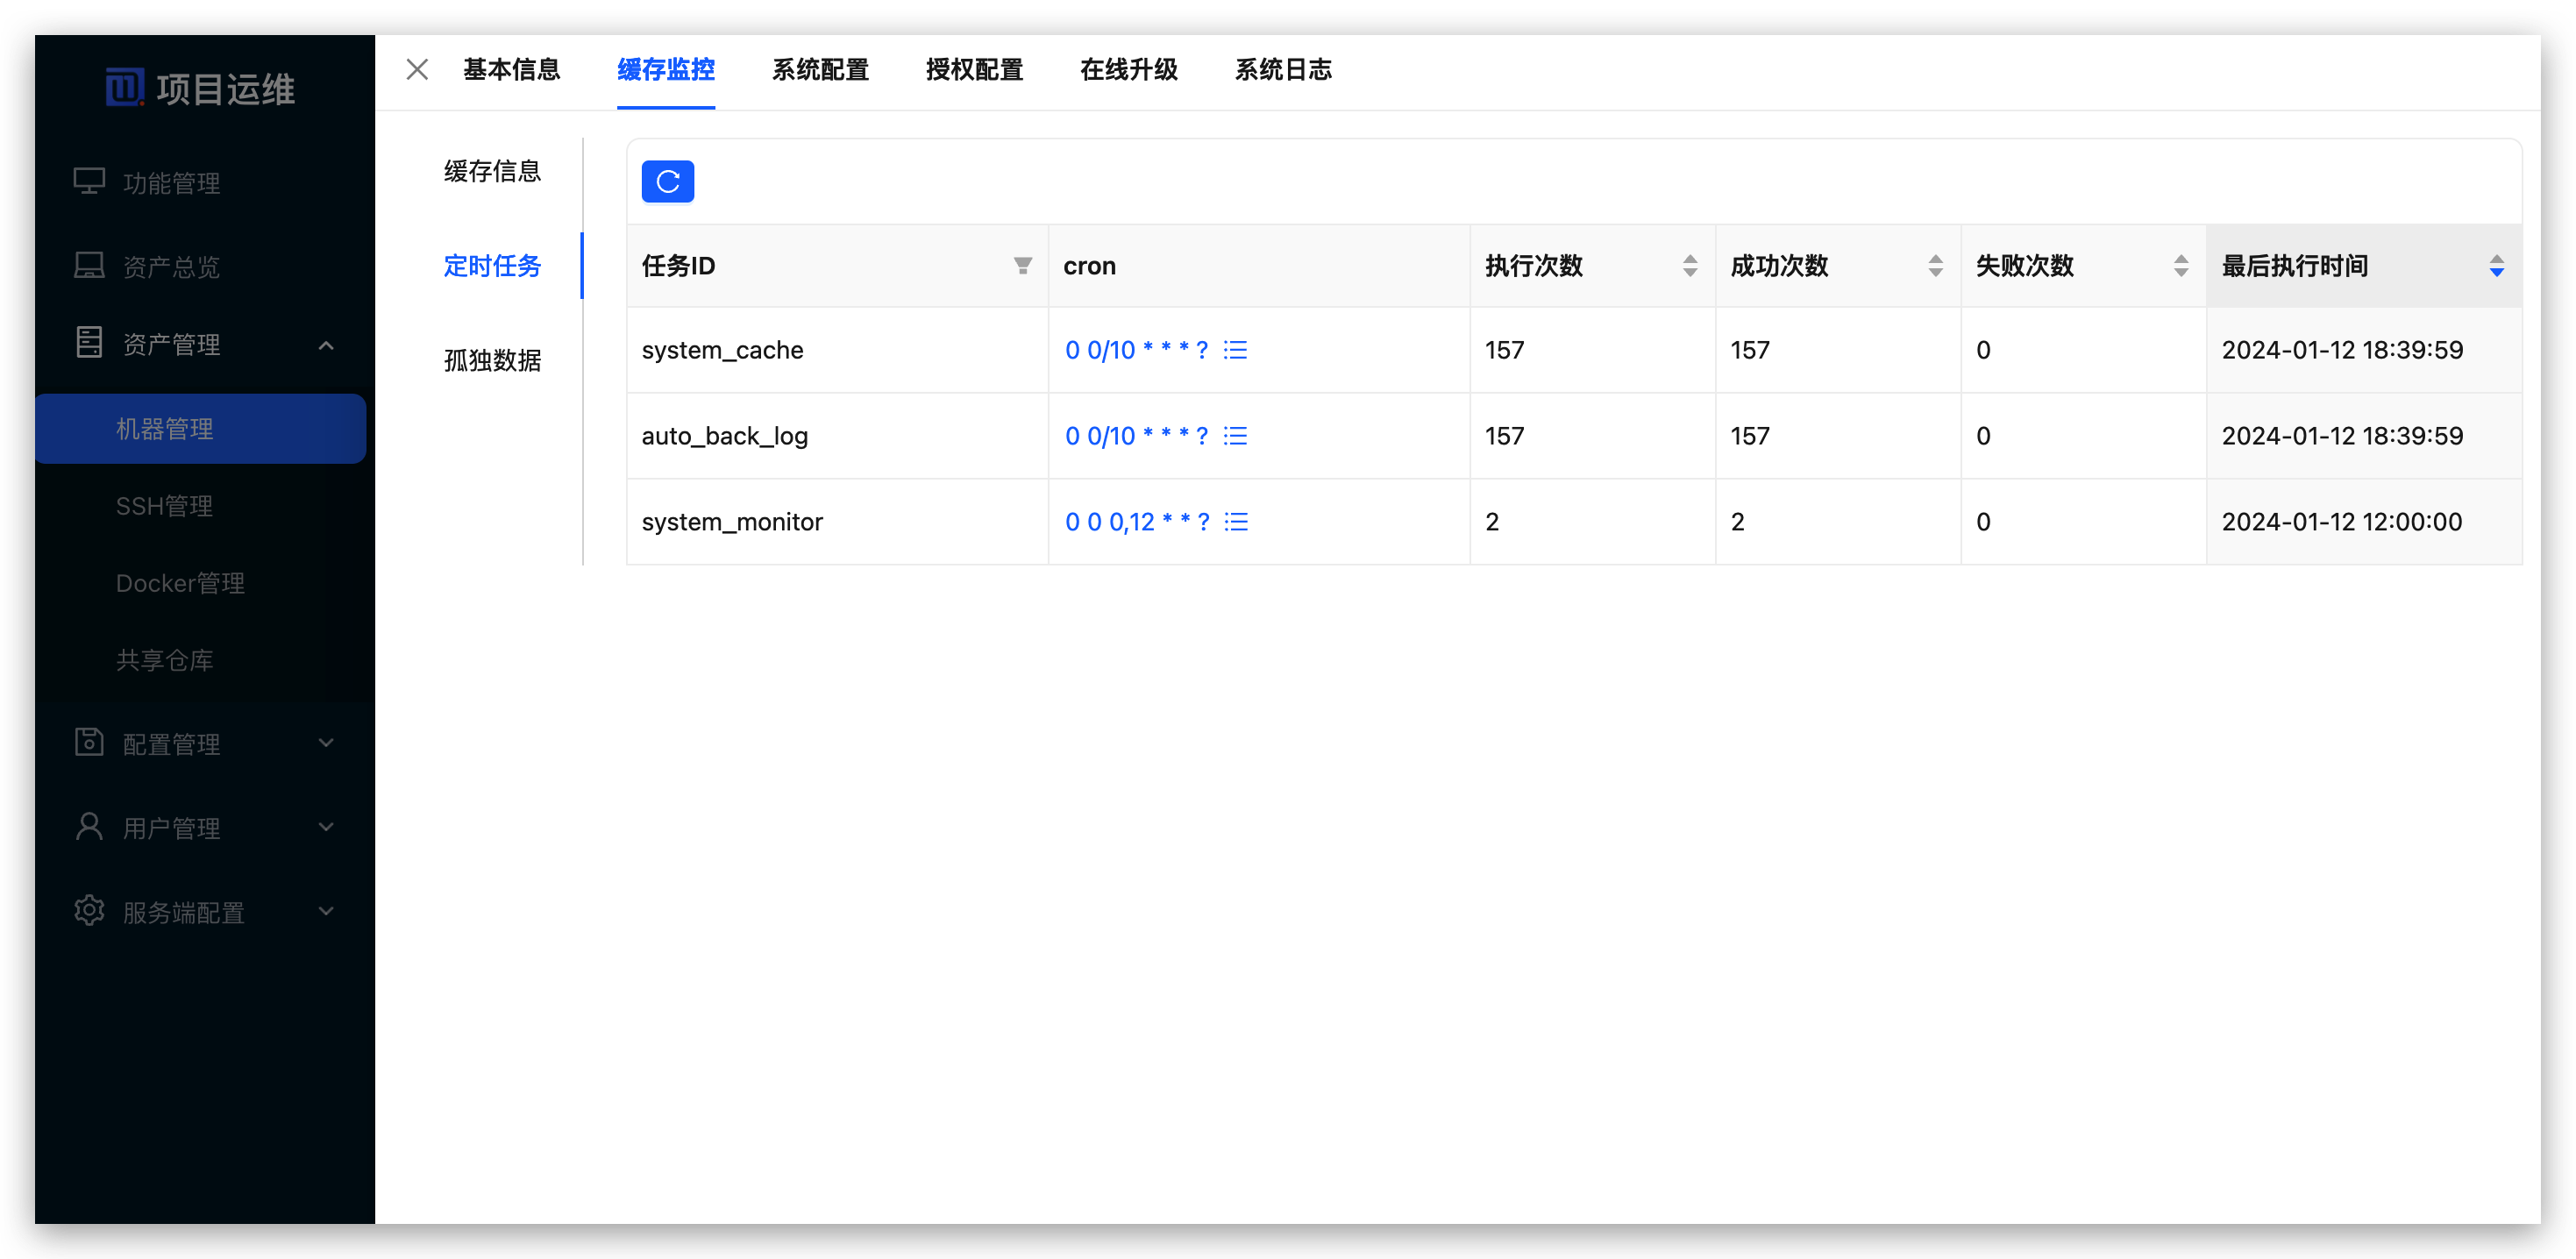 项目运维
功能管理
资产总览
资产管理
机器管理
SSH管理
Docker管理
共享仓库
配置管理
用户管理
服务端配置
基本信息 缓存监控 系统配置 授权配置 在线升级 系统日志
缓存信息
定时任务
孤独数据
任务ID cron 执行次数 成功次数 失败次数 最后执行时间
system_cache 0 0/10 * * * ? 157 157 0 2024-01-12 18:39:59
auto_back_log 0 0/10 * * * ? 157 157 0 2024-01-12 18:39:59
system_monitor 0 0 0,12 * * ? 2 2 0 2024-01-12 12:00:00